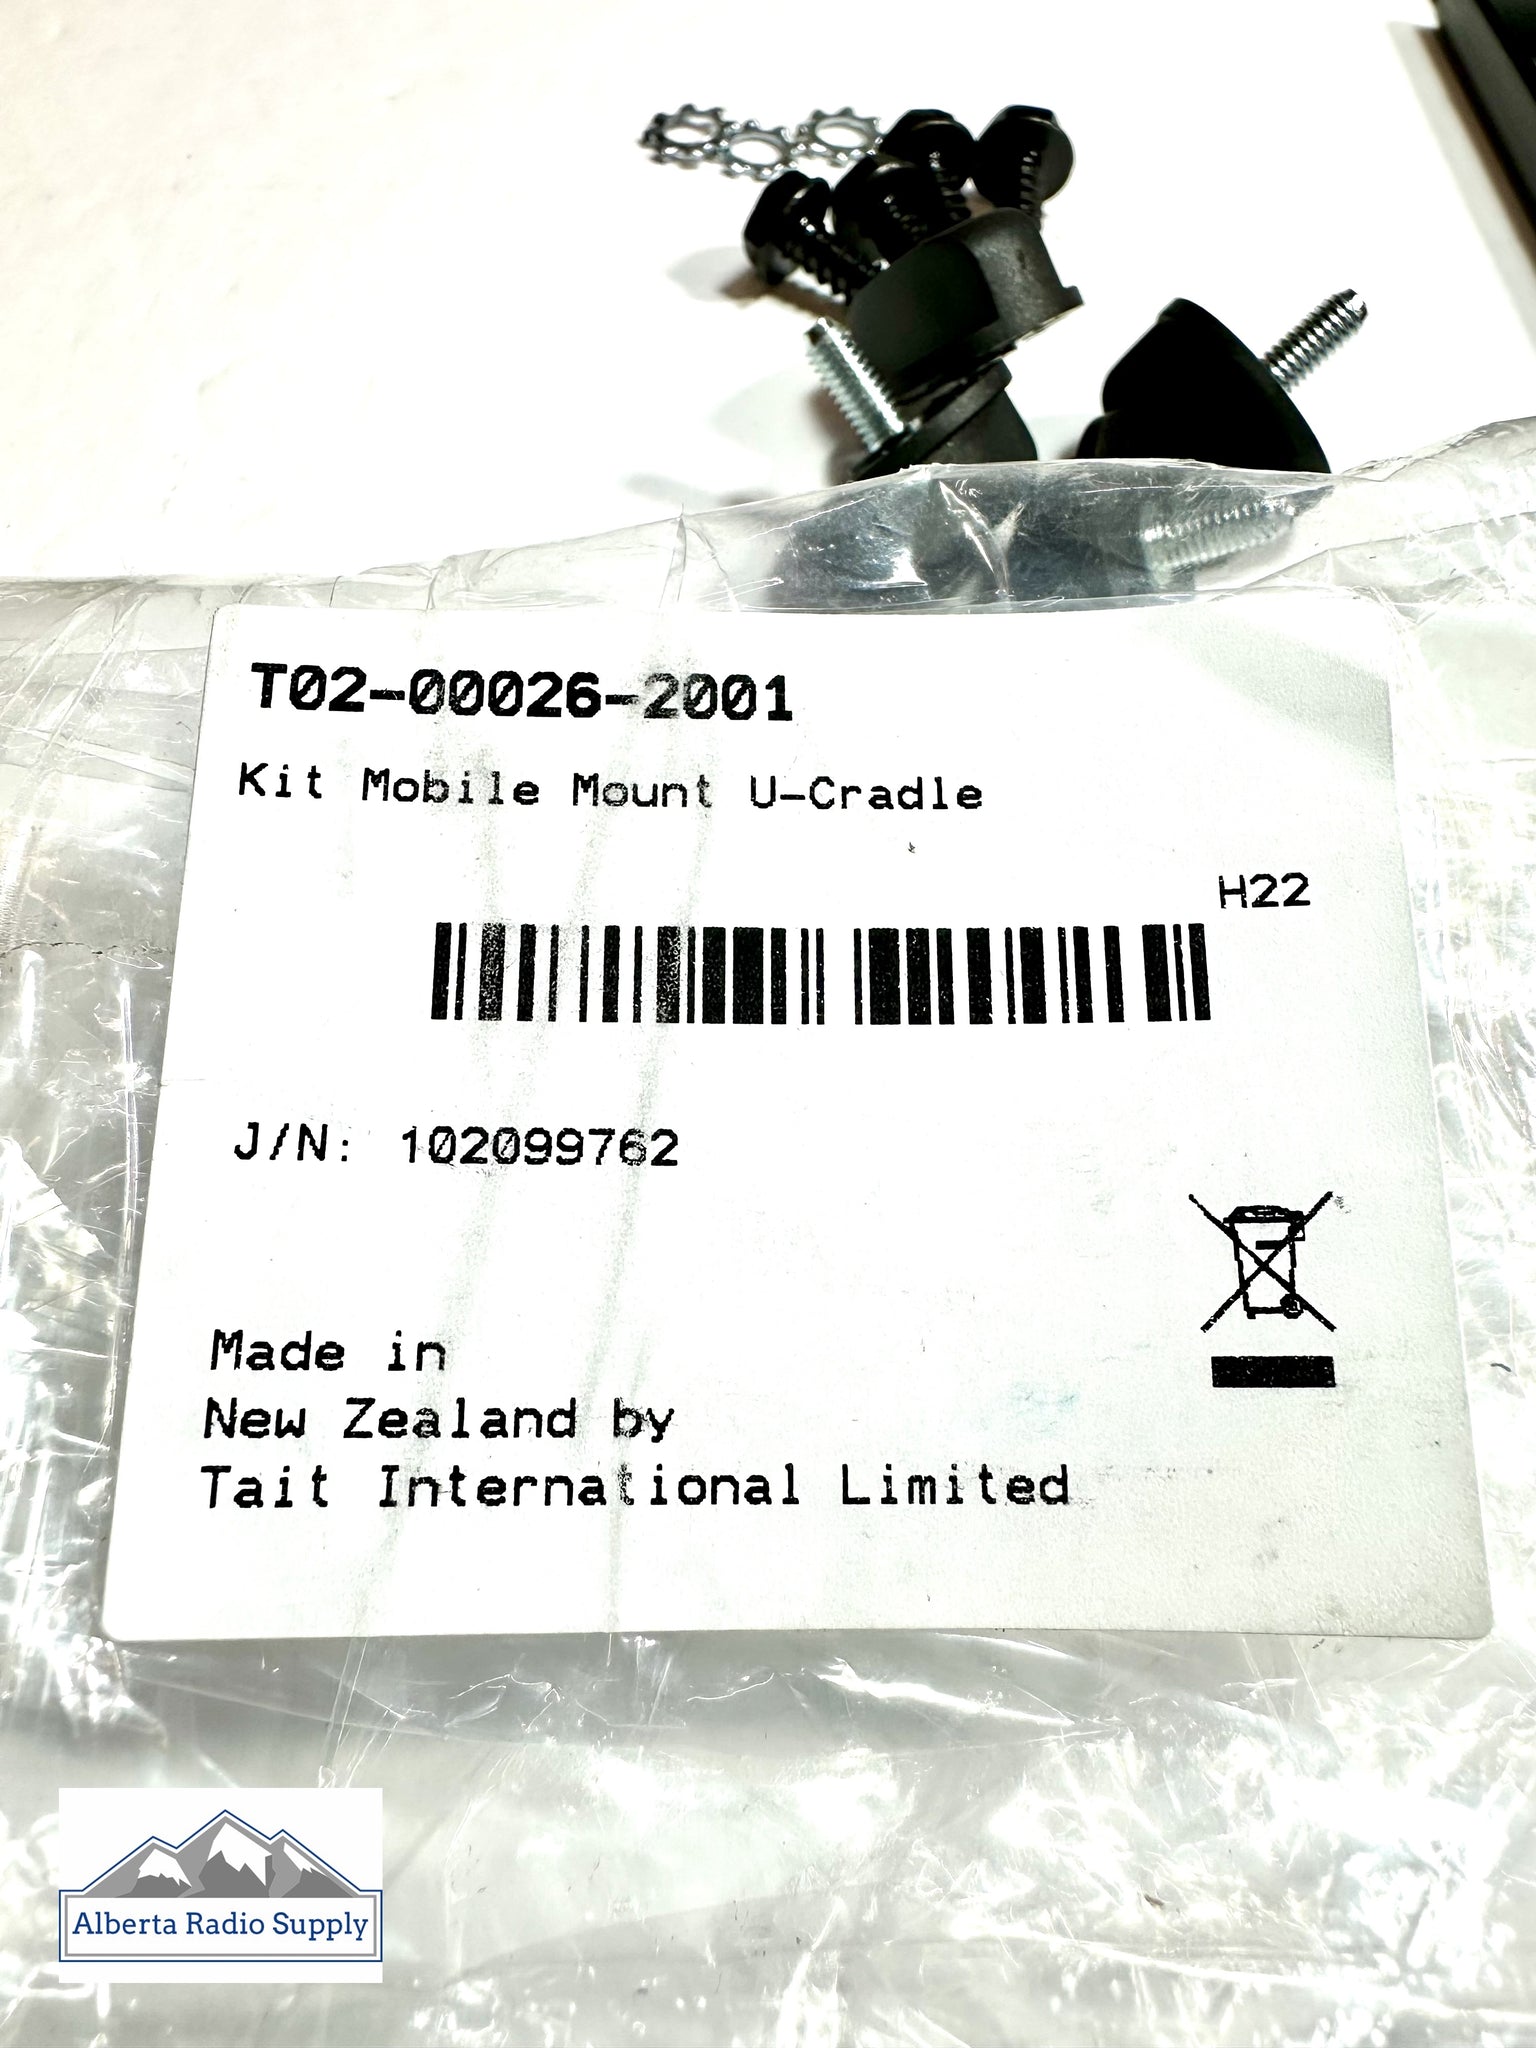 T02-00026-2001
Kit Mobile Mount U-Cradle
H22
J/N: 102099762
Made in
New Zealand by
Tait International Limited
Alberta Radio Supply